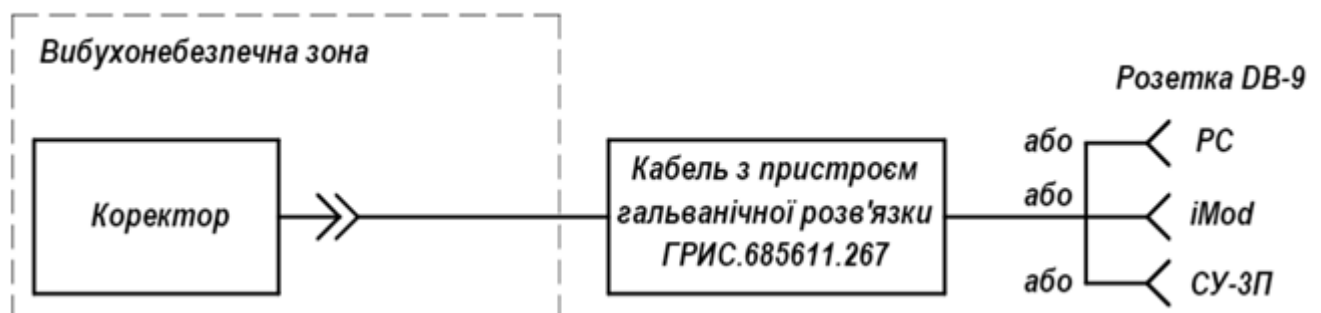 Вибухонебезпечна зона
Розетка DB-9
Коректор
Кабель з пристроєм
гальванічної розв'язки
ГРИС.685611.267
або
PC
або
iMod
або
СУ-3П